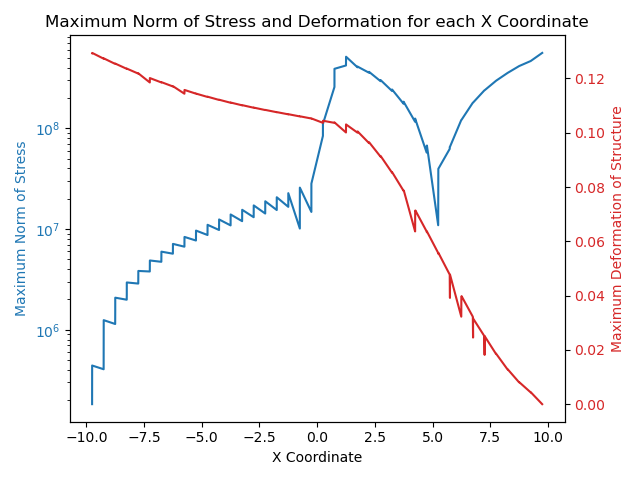 Maximum Norm of Stress and Deformation for each X Coordinate
Maximum Norm of Stress
10^8
10^7
10^6
0.12
0.10
0.08
0.06
0.04
0.02
0.00
Maximum Deformation of Structure
−10.0 −7.5 −5.0 −2.5 0.0 2.5 5.0 7.5 10.0
X Coordinate